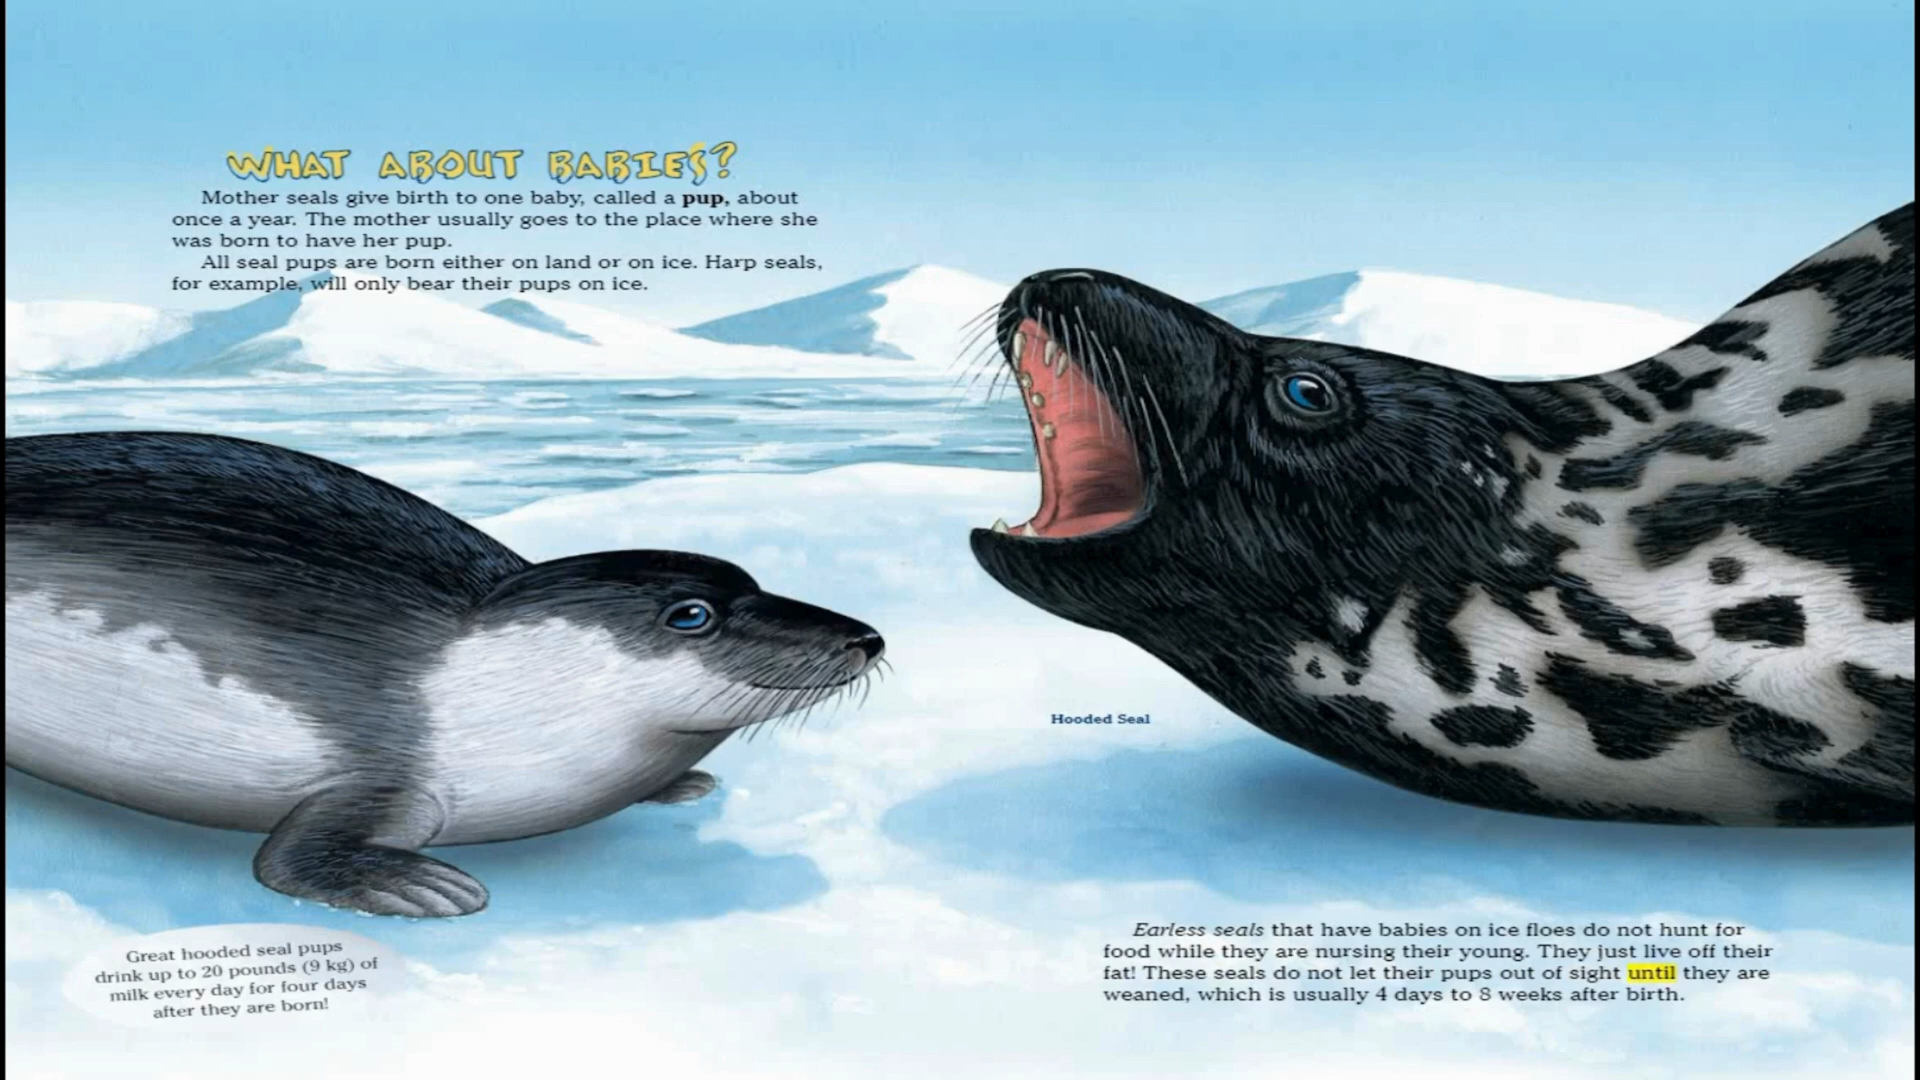 WHAT ABOUT BABIES?
Mother seals give birth to one baby, called a pup, about
once a year. The mother usually goes to the place where she
was born to have her pup.
All seal pups are born either on land or on ice. Harp seals,
for example, will only bear their pups on ice.
Hooded Seal
Great hooded seal pups
drink up to 20 pounds (9 kg) of
milk every day for four days
after they are born!
Earless seals that have babies on ice floes do not hunt for
food while they are nursing their young. They just live off their
fat! These seals do not let their pups out of sight until they are
weaned, which is usually 4 days to 8 weeks after birth.